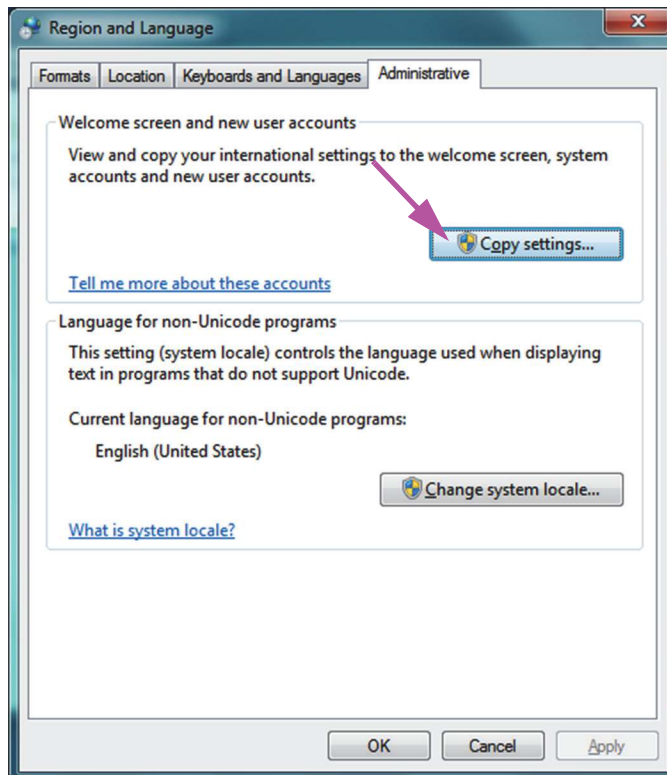 Region and Language
Formats Location Keyboards and Languages Administrative
Welcome screen and new user accounts
View and copy your international settings to the welcome screen, system
accounts and new user accounts.
Copy settings...
Tell me more about these accounts
Language for non-Unicode programs
This setting (system locale) controls the language used when displaying
text in programs that do not support Unicode.
Current language for non-Unicode programs:
English (United States)
Change system locale...
What is system locale?
OK Cancel Apply